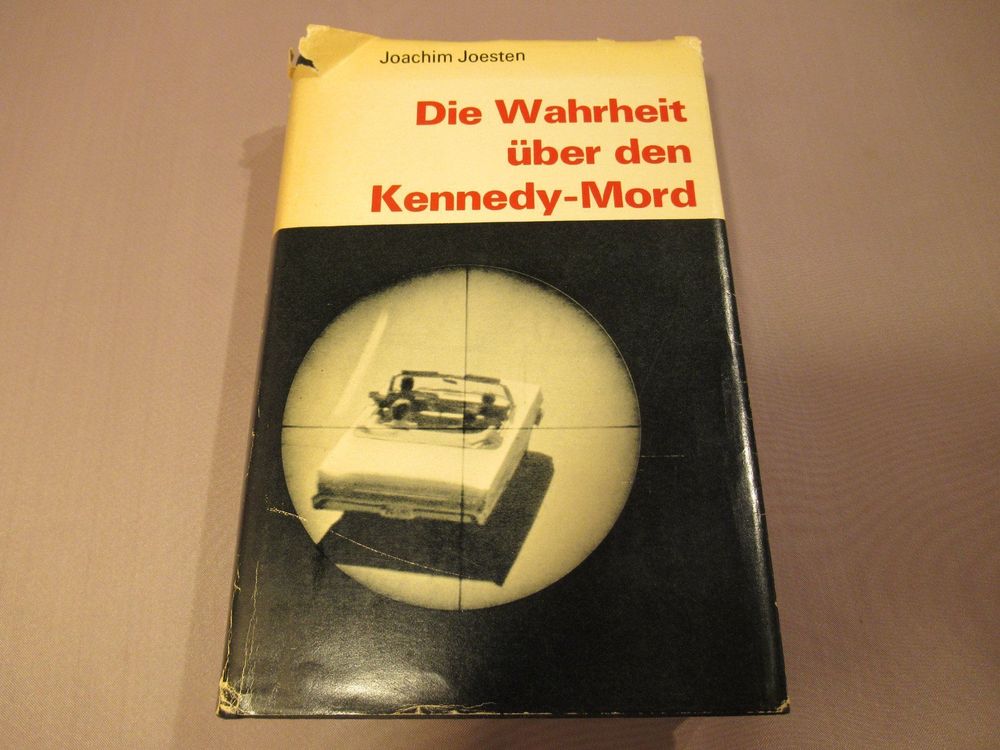 Joachim Joesten
Die Wahrheit
über den
Kennedy-Mord